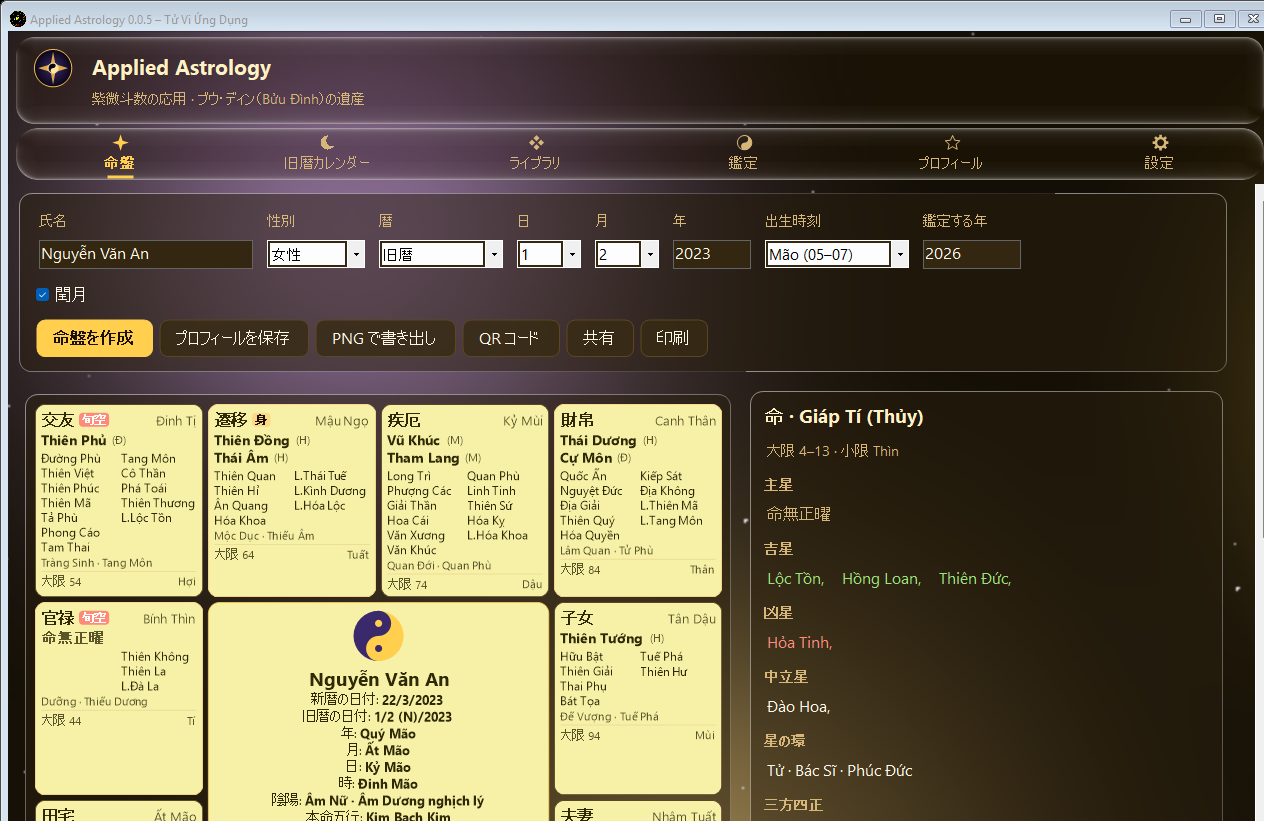 Applied Astrology 0.0.5 – Tử Vi Ứng Dụng
Applied Astrology
紫微斗数の応用 · ブウ・ディン(Bửu Đình)の遺産
命盤
旧暦カレンダー
ライブラリ
鑑定
プロフィール
設定
氏名
性別
暦
日
月
年
出生時刻
鑑定する年
Nguyễn Văn An
女性
旧暦
1
2
2023
Mão (05–07)
2026
閏月
命盤を作成
プロフィールを保存
PNG で書き出し
QR コード
共有
印刷
交友 旬空 Đinh Tị
Thiên Phủ (Đ)
Đường Phù Tang Môn
Thiên Việt Cô Thần
Thiên Phúc Phá Toái
Thiên Mã Thiên Thương
Tả Phù L.Lộc Tồn
Phong Cáo
Tam Thai
Tràng Sinh · Tang Môn
大限 54 Hợi
遷移 身 Mậu Ngọ
Thiên Đồng (H)
Thái Âm (H)
Thiên Quan L.Thái Tuế
Thiên Hỉ L.Kình Dương
Ân Quang L.Hóa Lộc
Hóa Khoa
Mộc Dục · Thiếu Âm
大限 64 Tuất
疾厄 Kỷ Mùi
Vũ Khúc (M)
Tham Lang (M)
Long Trì Quan Phù
Phượng Các Linh Tinh
Giải Thần Thiên Sứ
Hoa Cái Hóa Kỵ
Văn Xương L.Hóa Khoa
Văn Khúc
Quan Đới · Quan Phù
大限 74 Dậu
財帛 Canh Thân
Thái Dương (H)
Cự Môn (Đ)
Quốc Ấn Kiếp Sát
Nguyệt Đức Địa Không
Địa Giải L.Thiên Mã
Thiên Quý L.Tang Môn
Hóa Quyền
Lâm Quan · Tử Phù
大限 84 Thân
官禄 旬空 Bính Thìn
命無正曜
Thiên Không
Thiên La
L.Đà La
Dưỡng · Thiếu Dương
大限 44 Tí
Nguyễn Văn An
新暦の日付: 22/3/2023
旧暦の日付: 1/2 (N)/2023
年: Quý Mão
月: Ất Mão
日: Kỷ Mão
時: Đinh Mão
陰陽: Âm Nữ · Âm Dương nghịch lý
本命五行: Kim Bạch Kim
子女 Tân Dậu
Thiên Tướng (H)
Hữu Bật Tuế Phá
Thiên Giải Thiên Hư
Thai Phụ
Bát Tọa
Đế Vượng · Tuế Phá
大限 94 Mùi
田宅 Ất Mão
夫妻 Nhâm Tuất
命 · Giáp Tí (Thủy)
大限 4–13 · 小限 Thìn
主星
命無正曜
吉星
Lộc Tồn, Hồng Loan, Thiên Đức,
凶星
Hỏa Tinh,
中立星
Đào Hoa,
星の環
Tử · Bác Sĩ · Phúc Đức
三方四正